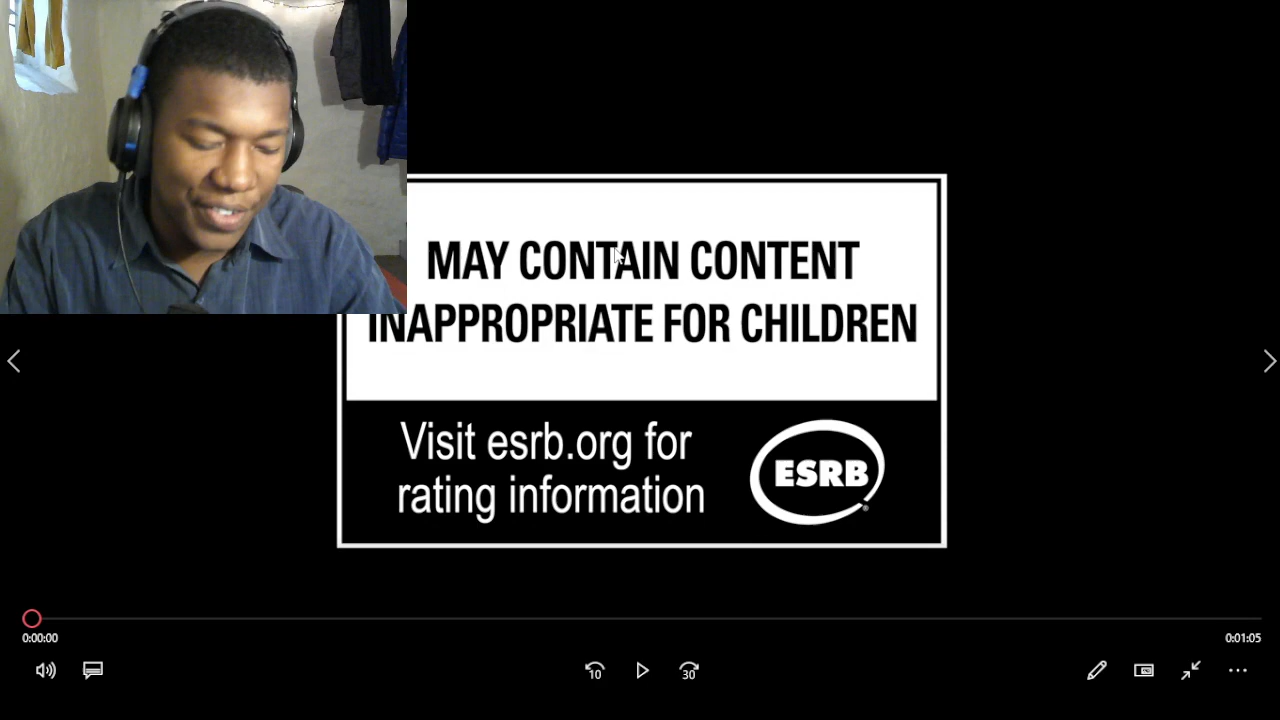 MAY CONTAIN CONTENT
INAPPROPRIATE FOR CHILDREN
Visit esrb.org for
rating information
ESRB
®
0:00:00
0:01:05
10
30